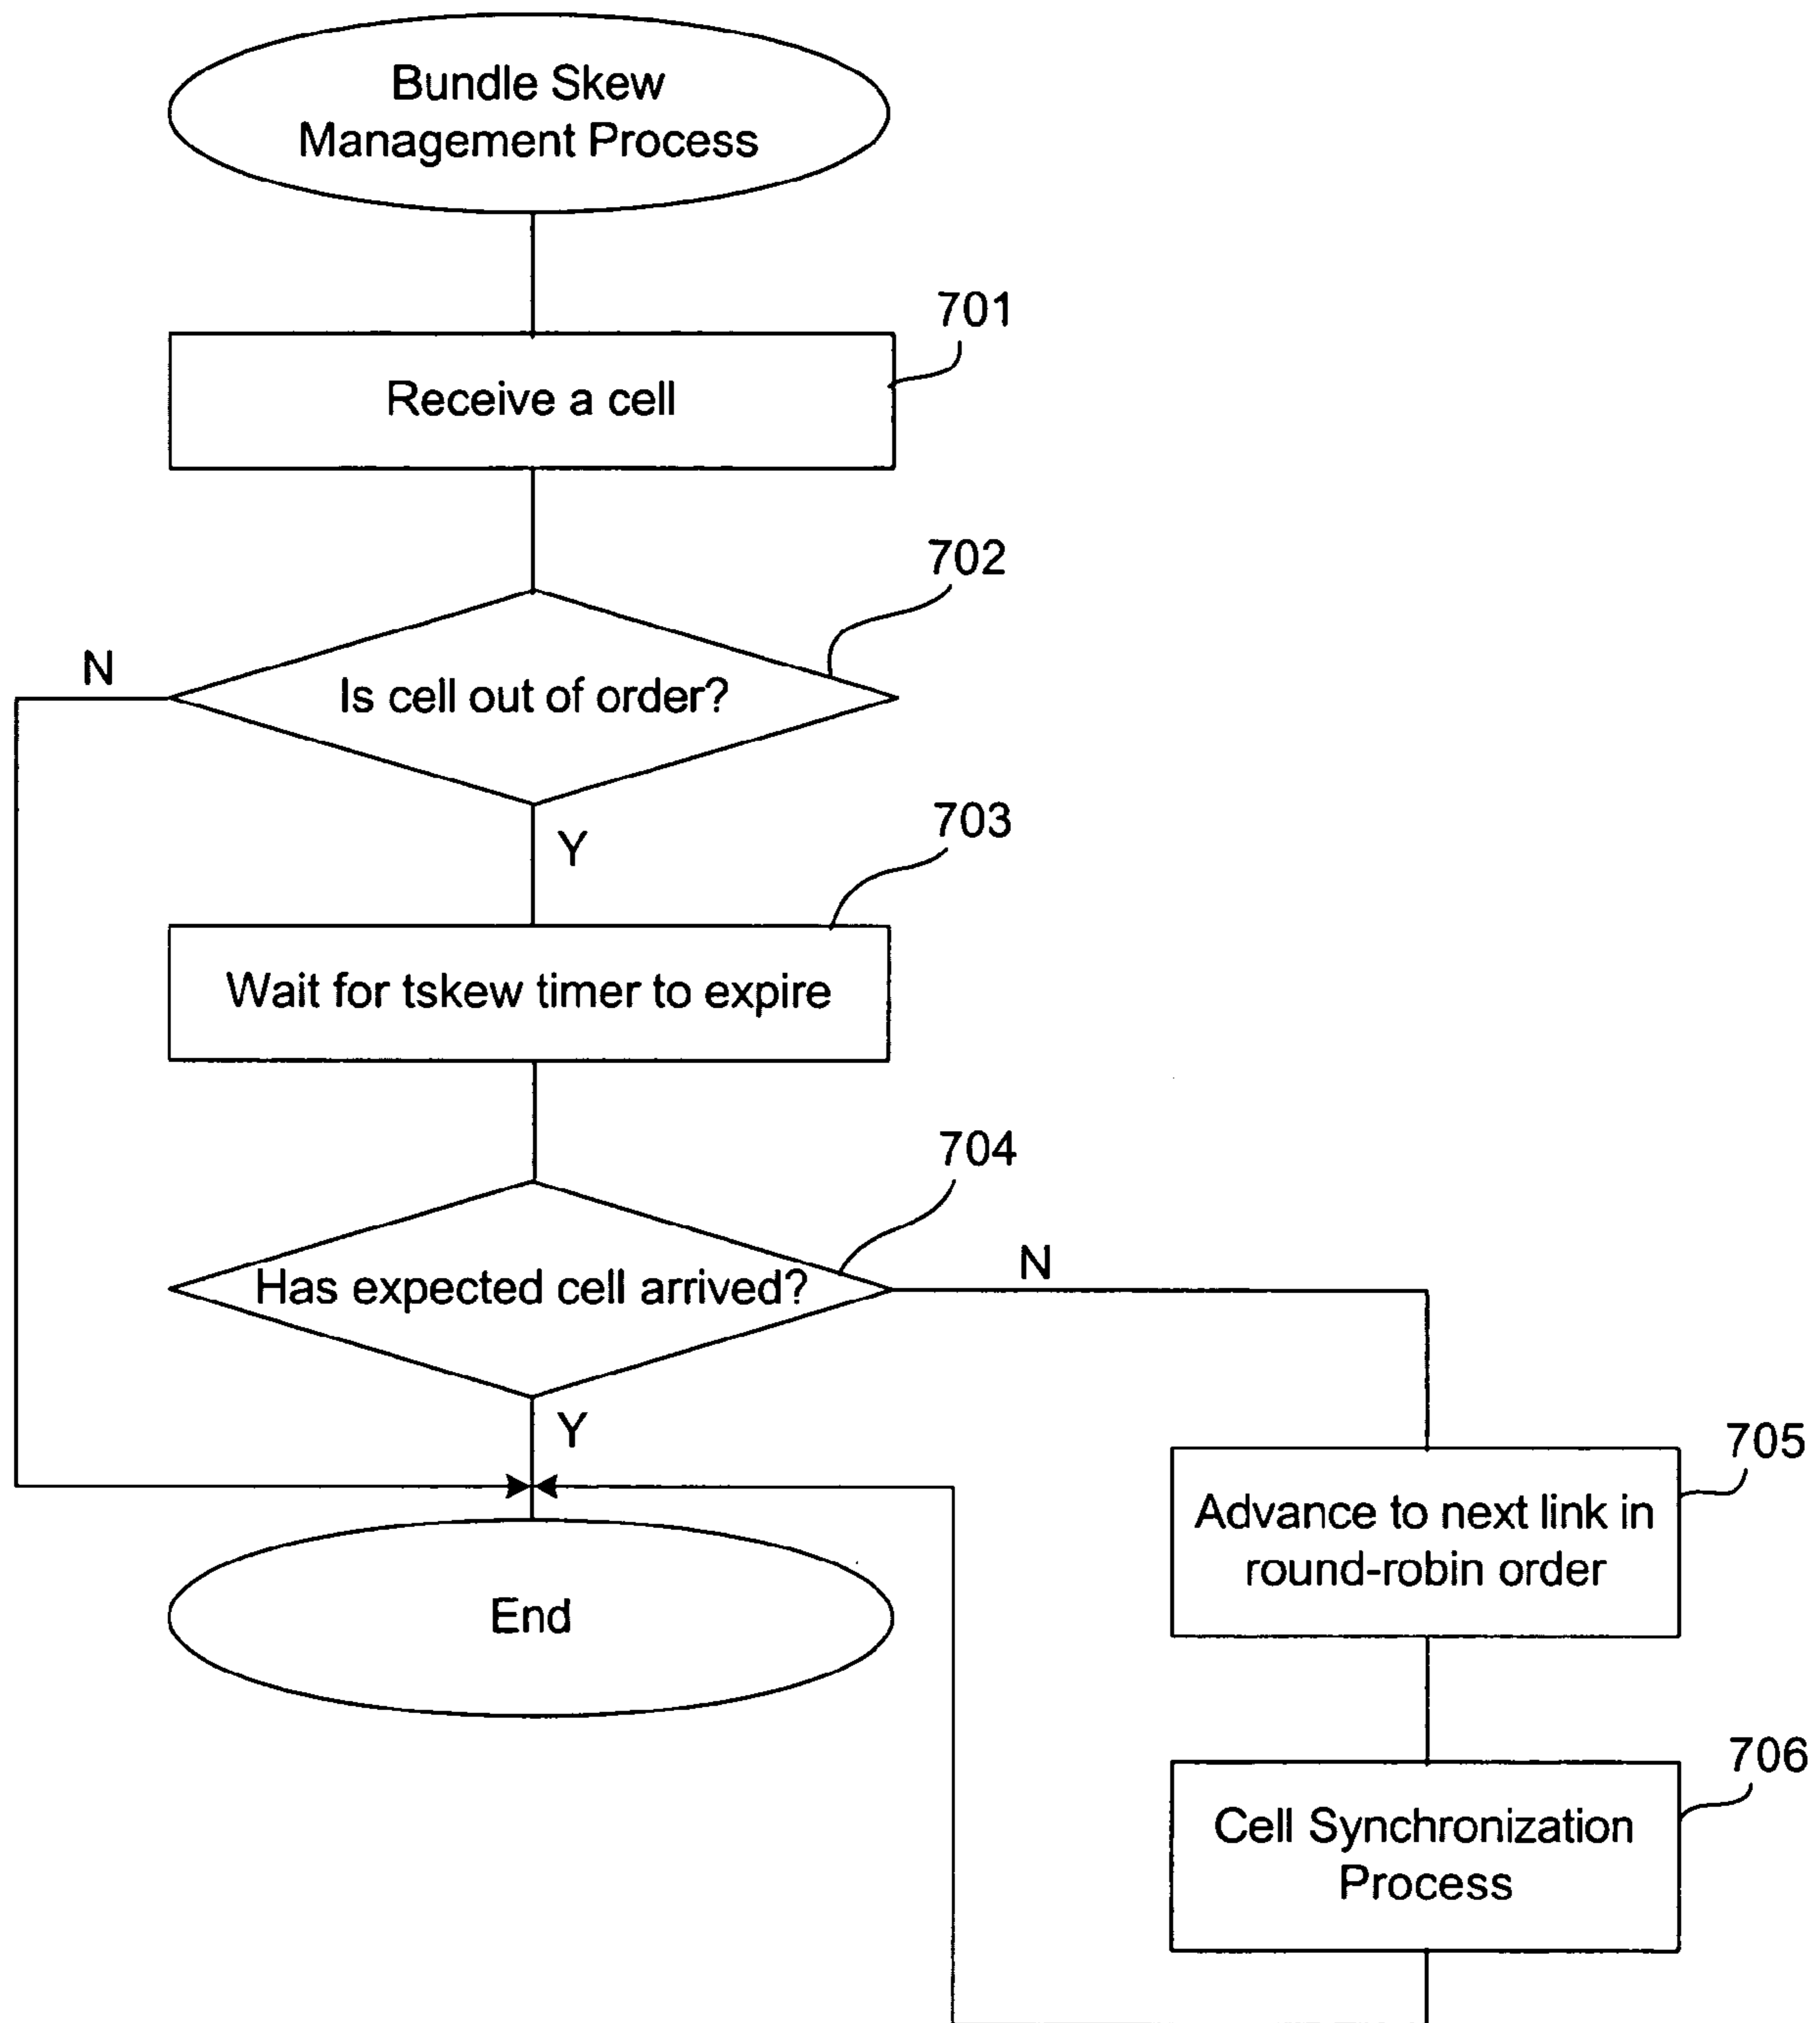 Bundle Skew
Management Process
701
Receive a cell
702
N
Is cell out of order?
Y
703
Wait for tskew timer to expire
704
Has expected cell arrived?
N
Y
705
Advance to next link in
round-robin order
End
706
Cell Synchronization
Process